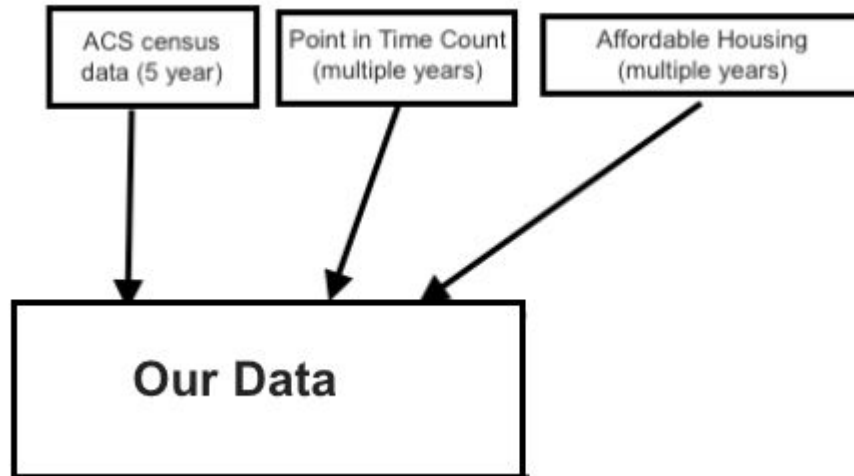 ACS census
data (5 year)
Point in Time Count
(multiple years)
Affordable Housing
(multiple years)
Our Data